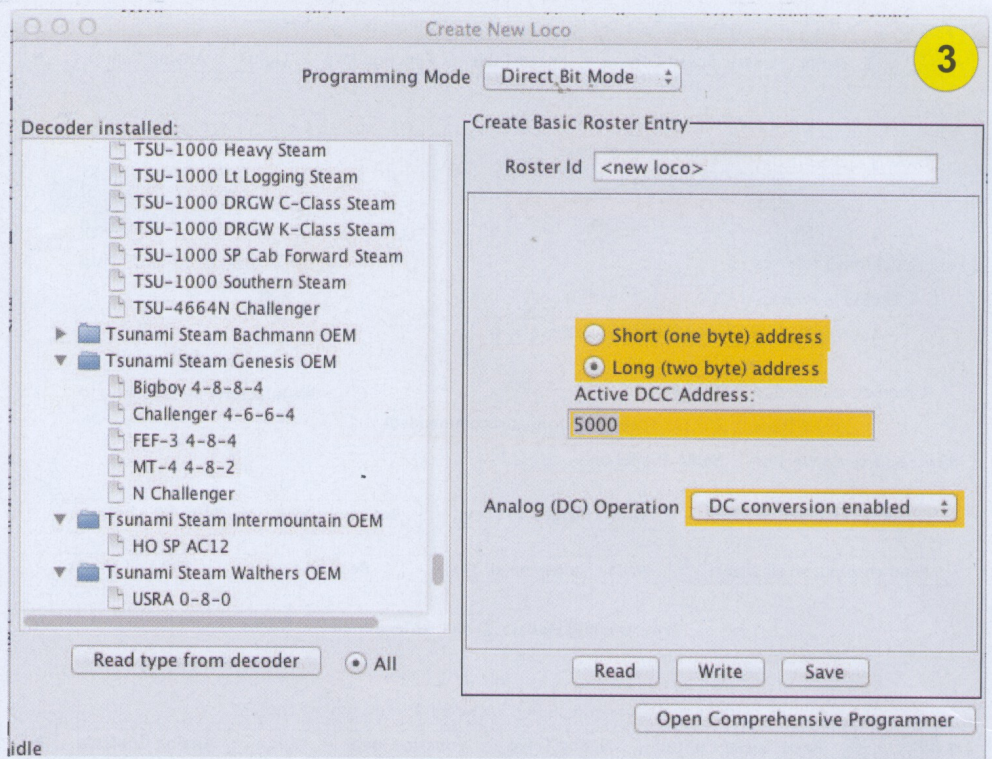 Create New Loco
3
Programming Mode Direct Bit Mode
Decoder installed:
TSU-1000 Heavy Steam
TSU-1000 Lt Logging Steam
TSU-1000 DRGW C-Class Steam
TSU-1000 DRGW K-Class Steam
TSU-1000 SP Cab Forward Steam
TSU-1000 Southern Steam
TSU-4664N Challenger
Tsunami Steam Bachmann OEM
Tsunami Steam Genesis OEM
Bigboy 4-8-8-4
Challenger 4-6-6-4
FEF-3 4-8-4
MT-4 4-8-2
N Challenger
Tsunami Steam Intermountain OEM
HO SP AC12
Tsunami Steam Walthers OEM
USRA 0-8-0
Read type from decoder All
Create Basic Roster Entry
Roster Id <new loco>
Short (one byte) address
Long (two byte) address
Active DCC Address:
5000
Analog (DC) Operation DC conversion enabled
Read Write Save
Open Comprehensive Programmer
idle